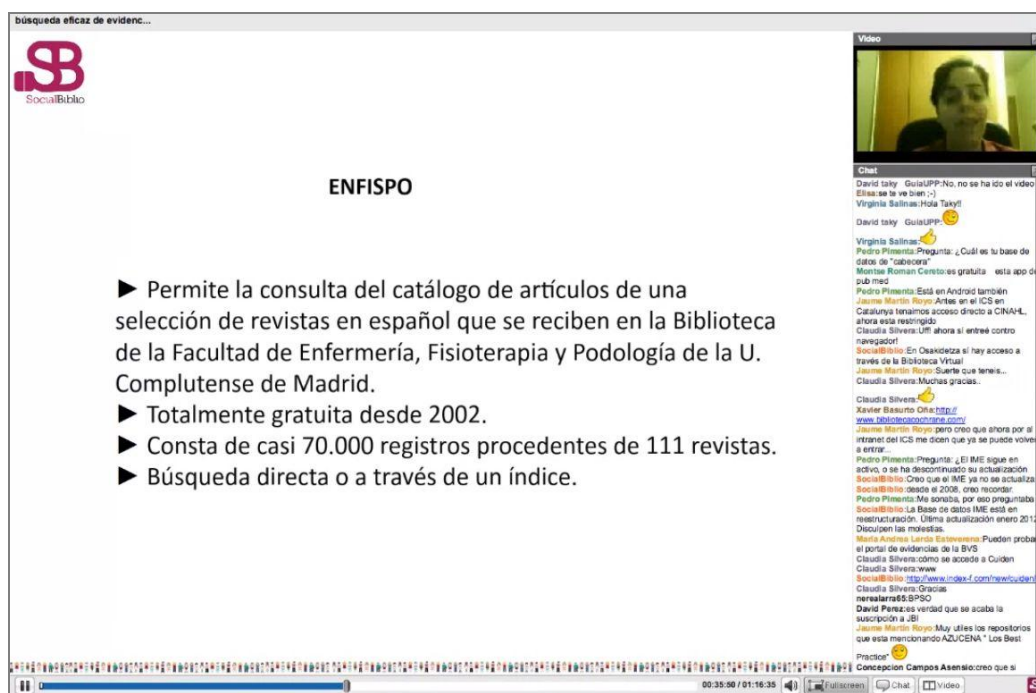 búsqueda eficaz de evidenc...
SB
SocialBiblio
ENFISPO
► Permite la consulta del catálogo de artículos de una
selección de revistas en español que se reciben en la Biblioteca
de la Facultad de Enfermería, Fisioterapia y Podología de la U.
Complutense de Madrid.
► Totalmente gratuita desde 2002.
► Consta de casi 70.000 registros procedentes de 111 revistas.
► Búsqueda directa o a través de un índice.
Video
Chat
David taky GuiaUPP:No, no se ha ido el video
Elisa:se te ve bien ;-)
Virginia Salinas:Hola Taky!!
David taky GuiaUPP:
Virginia Salinas:
Pedro Pimenta:Pregunta: ¿Cuál es tu base de
datos de "cabecera"
Montse Roman Cereto:es gratuita esta app de
pub med
Pedro Pimenta:Está en Android también
Jaume Martín Royo:Antes en el ICS en
Catalunya teniamos acceso directo a CINAHL,
ahora esta restringido
Claudia Silvera:Uff! ahora sí entreé contro
navegador!
SocialBiblio:En Osakidetza sí hay acceso a
través de la Biblioteca Virtual
Jaume Martín Royo:Suerte que teneis...
Claudia Silvera:Muchas gracias..
Claudia Silvera:
Xavier Basurto Oña:http://
www.bibliotecacochrane.com/
Jaume Martín Royo:pero creo que ahora por al
intranet del ICS me dicen que ya se puede volver
a entrar...
Pedro Pimenta:Pregunta: ¿El IME sigue en
activo, o se ha descontinuado su actualización
SocialBiblio:Creo que el IME ya no se actualiza
SocialBiblio:desde el 2008, creo recordar.
Pedro Pimenta:Me sonaba, por eso preguntaba
SocialBiblio:La Base de datos IME está en
reestructuración. Última actualización enero 2012
Disculpen las molestias.
María Andrea Lerda Esteverena:Pueden probar
el portal de evidencias de la BVS
Claudia Silvera:cómo se accede a Cuiden
Claudia Silvera:www
SocialBiblio:http://www.index-f.com/new/cuiden
Claudia Silvera:Gracias
nerealarra65:BPSO
David Perez:es verdad que se acaba la
suscripción a JBI
Jaume Martín Royo:Muy utiles los repositorios
que esta mencionando AZUCENA " Los Best
Practice"
Concepcion Campos Asensio:creo que si
00:35:50 / 01:16:35
Fullscreen
Chat
Video